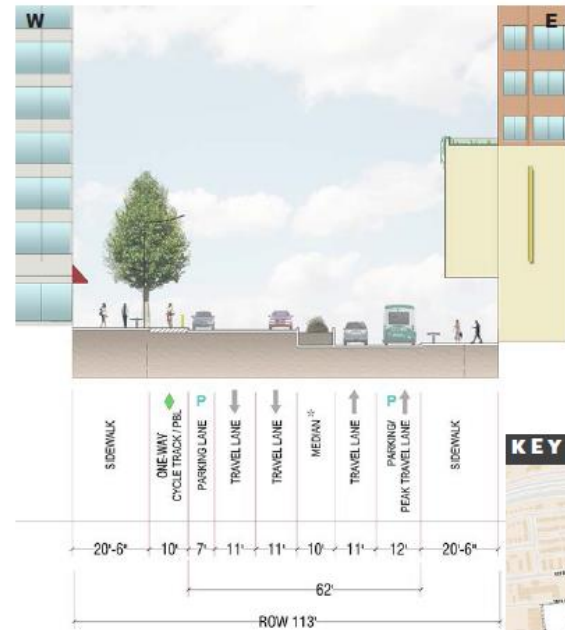 W
E
SIDEWALK
ONE-WAY
CYCLE TRACK / PBL
P
PARKING LANE
TRAVEL LANE
TRAVEL LANE
MEDIAN *
TRAVEL LANE
P
PARKING/
PEAK TRAVEL LANE
SIDEWALK
KEY
20'-6" 10' 7' 11' 11' 10' 11' 12' 20'-6"
62'
ROW 113'